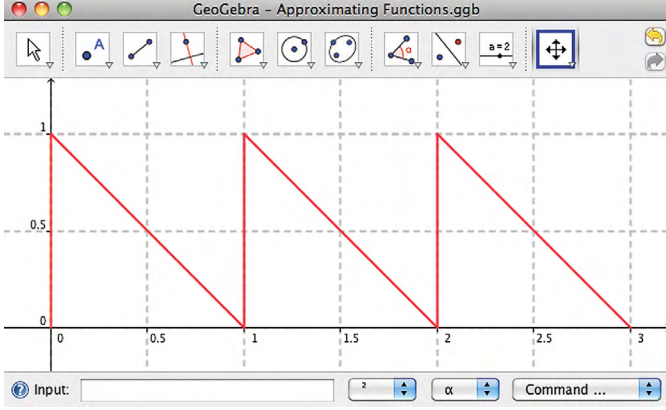 GeoGebra – Approximating Functions.ggb
A
α
a = 2
1
0.5
0
0 0.5 1 1.5 2 2.5 3
Input: ² α Command ...